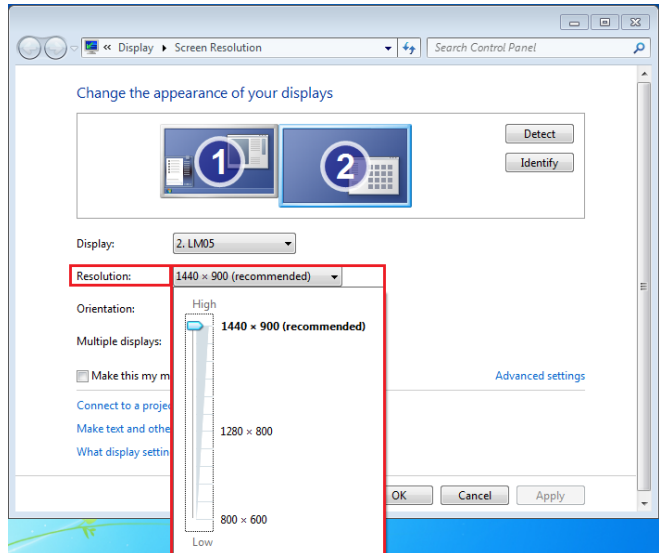 « Display ▸ Screen Resolution
Search Control Panel
Change the appearance of your displays
1
2
Detect
Identify
Display:
2. LM05
Resolution:
1440 × 900 (recommended)
High
Orientation:
1440 × 900 (recommended)
Multiple displays:
Make this my m
Advanced settings
Connect to a projec
Make text and othe
1280 × 800
What display settin
OK
Cancel
Apply
800 × 600
Low